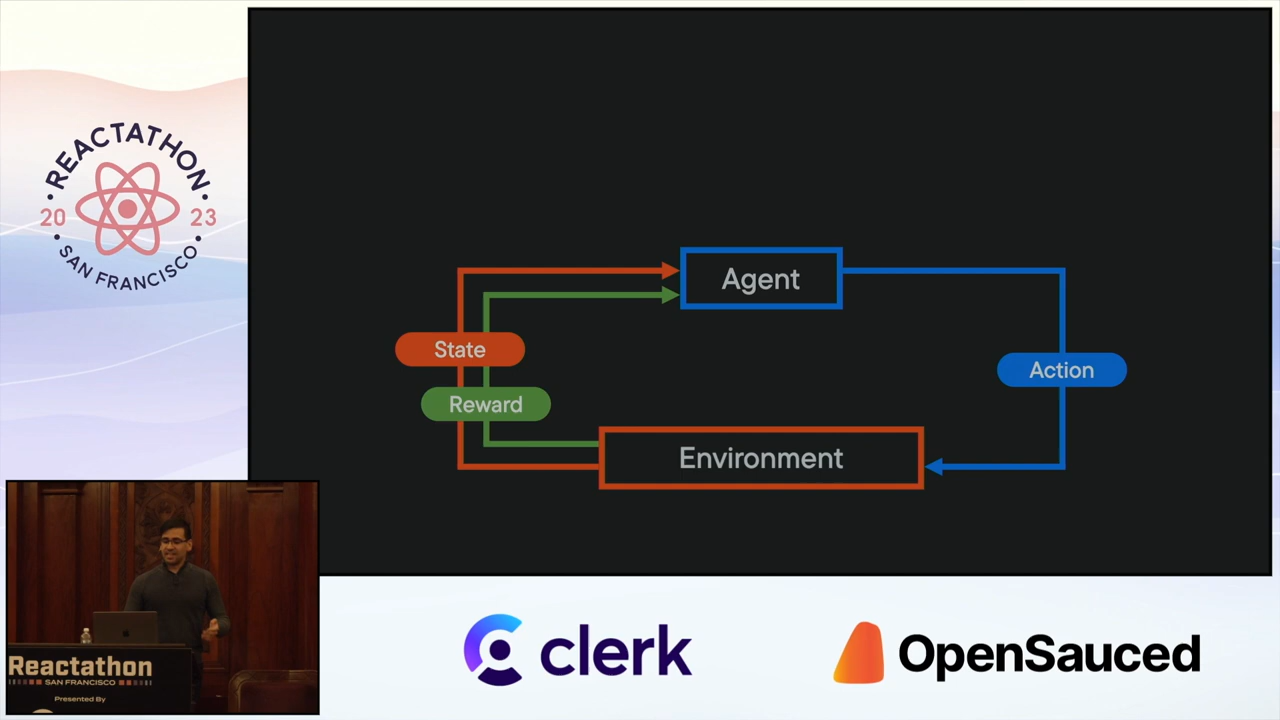 REACTATHON
20 23
SAN FRANCISCO
Agent
State
Action
Reward
Environment
Reactathon
SAN FRANCISCO
Presented By
clerk
OpenSauced